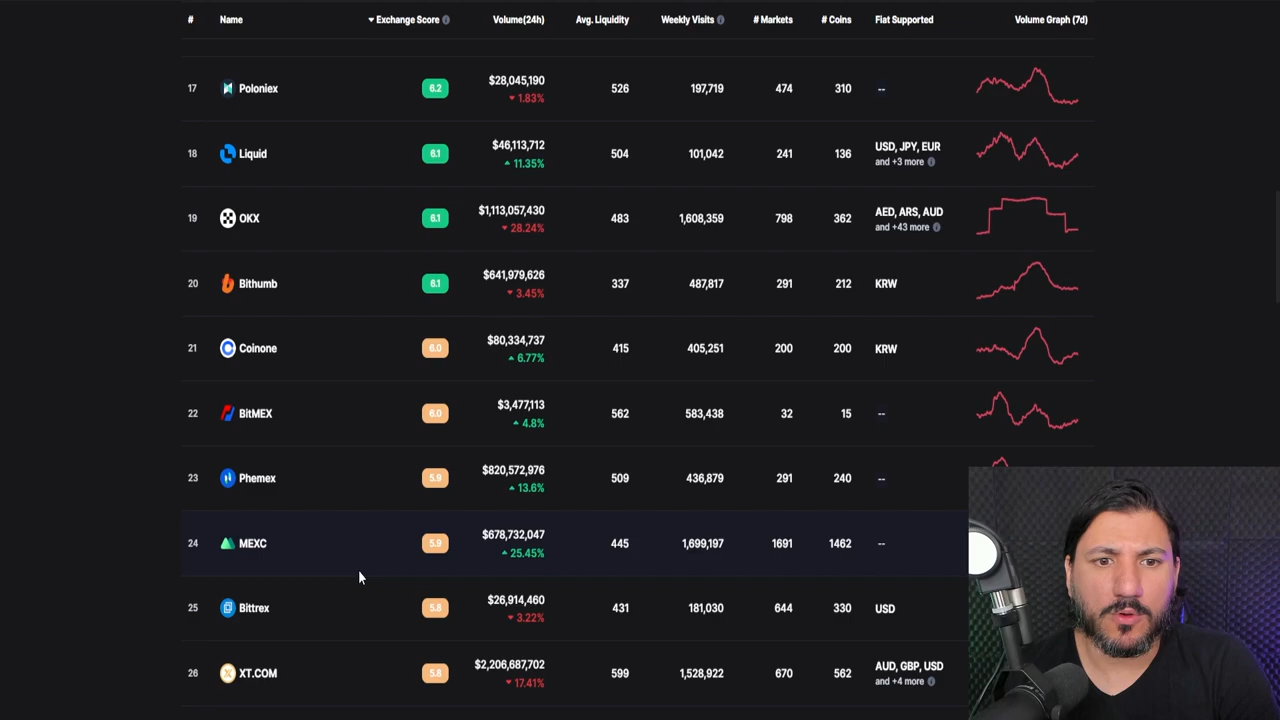 # Name Exchange Score Volume(24h) Avg. Liquidity Weekly Visits # Markets # Coins Fiat Supported Volume Graph (7d)
17 Poloniex 6.2 $28,045,190 526 197,719 474 310 --
1.83%
18 Liquid 6.1 $46,113,712 504 101,042 241 136 USD, JPY, EUR
11.35% and +3 more
19 OKX 6.1 $1,113,057,430 483 1,608,359 798 362 AED, ARS, AUD
28.24% and +43 more
20 Bithumb 6.1 $641,979,626 337 487,817 291 212 KRW
3.45%
21 Coinone 6.0 $80,334,737 415 405,251 200 200 KRW
6.77%
22 BitMEX 6.0 $3,477,113 562 583,438 32 15 --
4.8%
23 Phemex 5.9 $820,572,976 509 436,879 291 240 --
13.6%
24 MEXC 5.9 $678,732,047 445 1,699,197 1691 1462 --
25.45%
25 Bittrex 5.8 $26,914,460 431 181,030 644 330 USD
3.22%
26 XT.COM 5.8 $2,206,687,702 599 1,528,922 670 562 AUD, GBP, USD
17.41% and +4 more